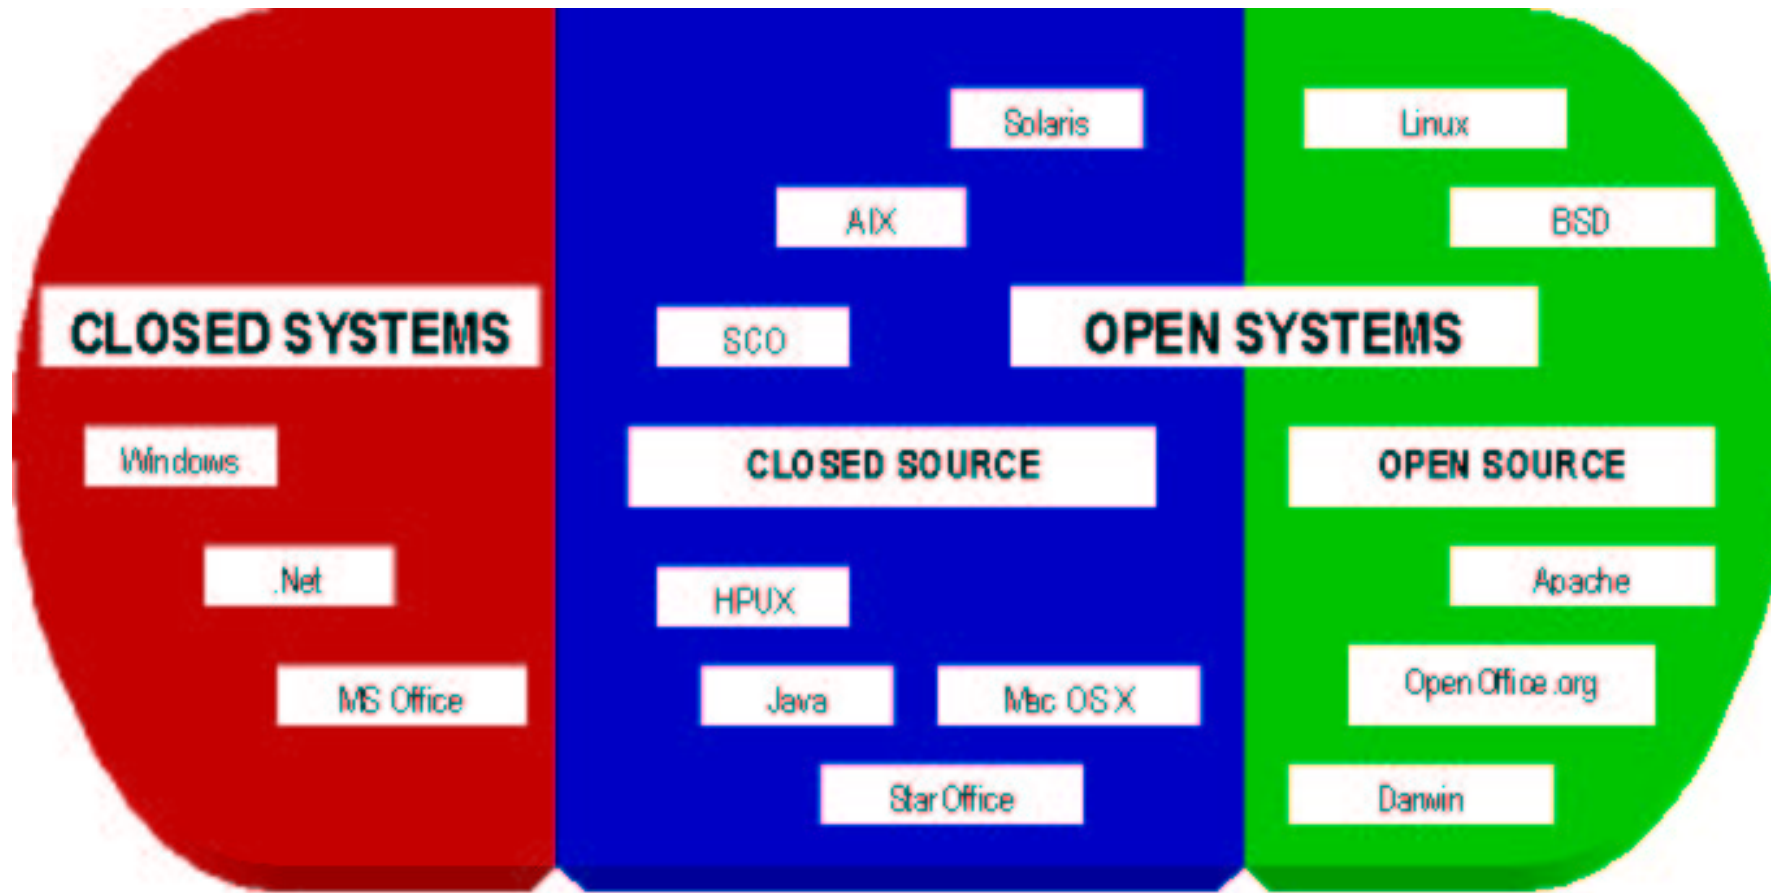 Solaris
Linux
AIX
BSD
CLOSED SYSTEMS
SCO
OPEN SYSTEMS
Windows
CLOSED SOURCE
OPEN SOURCE
.Net
HPUX
Apache
MS Office
Java
Mac OS X
Open Office.org
Star Office
Darwin